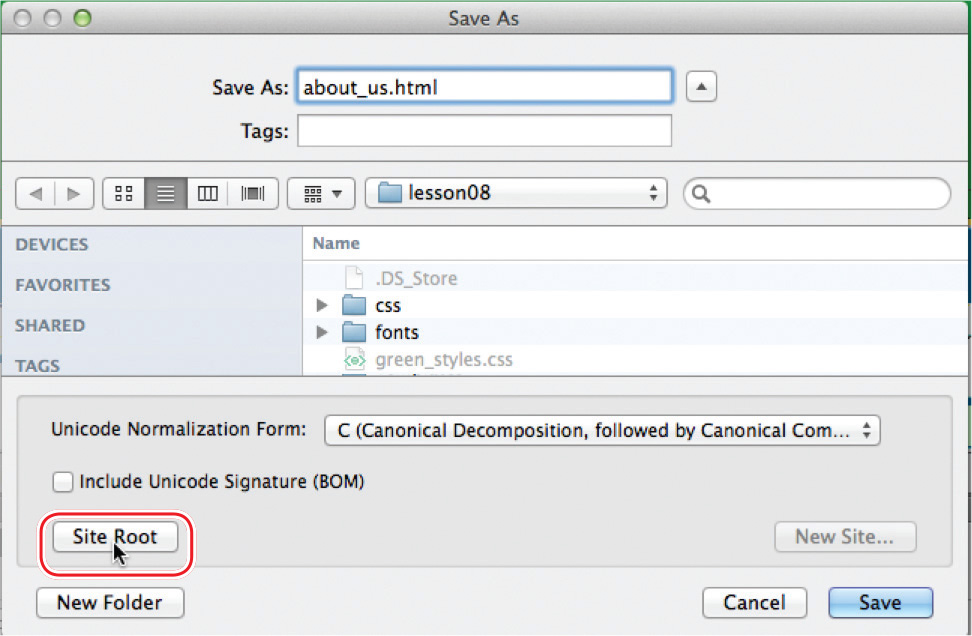 Save As
Save As: about_us.html
Tags:
lesson08
DEVICES
Name
.DS_Store
FAVORITES
css
SHARED
fonts
TAGS
green_styles.css
Unicode Normalization Form: C (Canonical Decomposition, followed by Canonical Com...
Include Unicode Signature (BOM)
Site Root
New Site...
New Folder
Cancel
Save